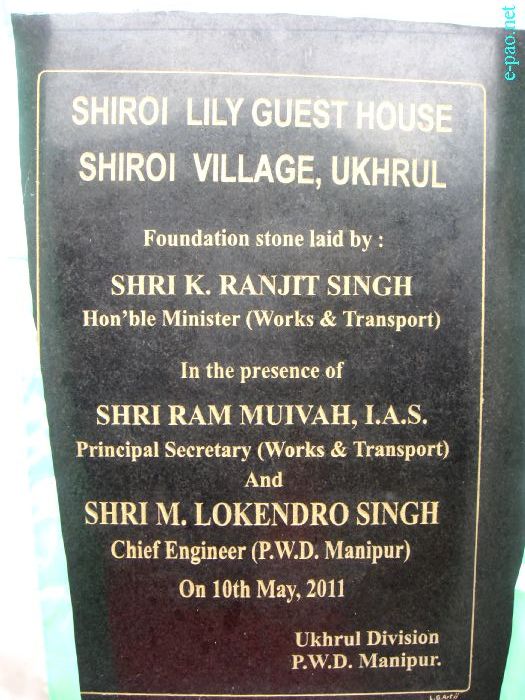 e-pao.net
SHIROI LILY GUEST HOUSE
SHIROI VILLAGE, UKHRUL
Foundation stone laid by :
SHRI K. RANJIT SINGH
Hon'ble Minister (Works & Transport)
In the presence of
SHRI RAM MUIVAH, I.A.S.
Principal Secretary (Works & Transport)
And
SHRI M. LOKENDRO SINGH
Chief Engineer (P.W.D. Manipur)
On 10th May, 2011
Ukhrul Division
P.W.D. Manipur.